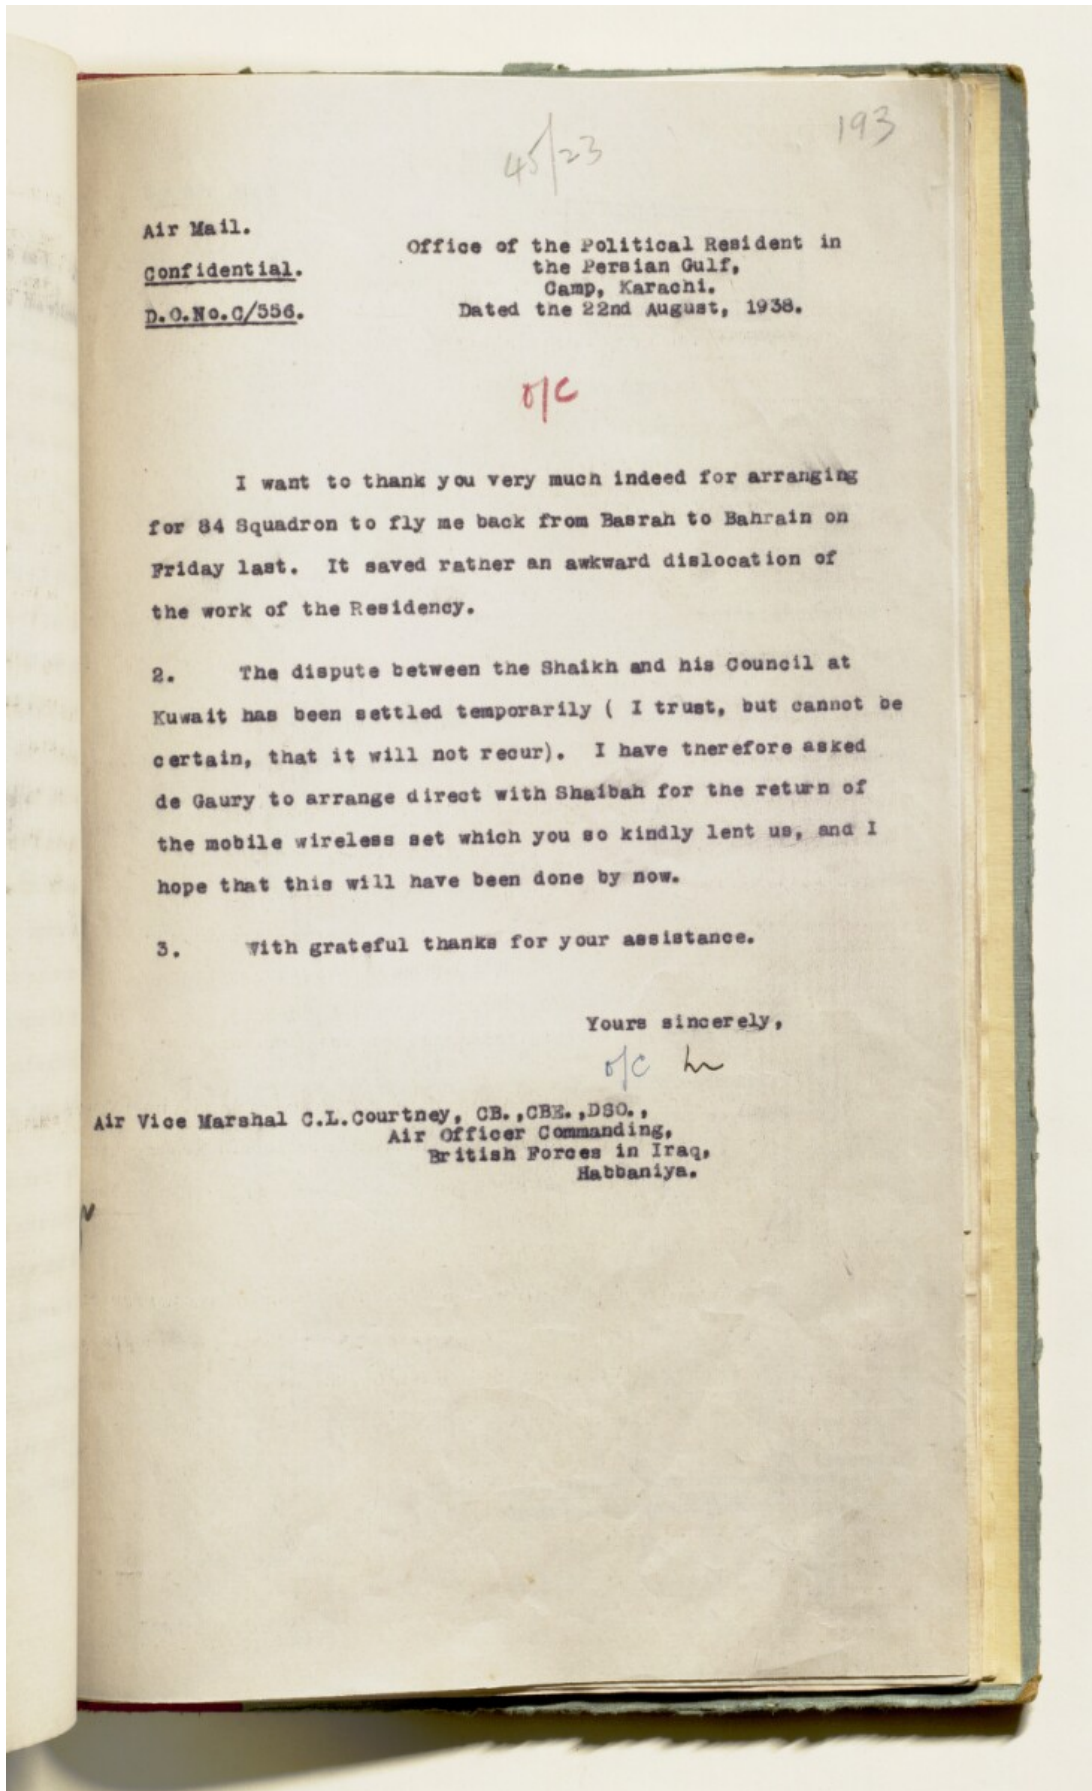 193
45/23
Air Mail.
Confidential.
D.O.No.C/556.
Office of the Political Resident in
the Persian Gulf,
Camp, Karachi.
Dated the 22nd August, 1938.
o/c
I want to thank you very much indeed for arranging
for 84 Squadron to fly me back from Basrah to Bahrain on
Friday last. It saved rather an awkward dislocation of
the work of the Residency.
2. The dispute between the Shaikh and his Council at
Kuwait has been settled temporarily ( I trust, but cannot be
certain, that it will not recur). I have tnerefore asked
de Gaury to arrange direct with Shaibah for the return of
the mobile wireless set which you so kindly lent us, and I
hope that this will have been done by now.
3. With grateful thanks for your assistance.
Yours sincerely,
o/c
Air Vice Marshal C.L.Courtney, CB.,CBE.,DSO.,
Air Officer Commanding,
British Forces in Iraq,
Habbaniya.